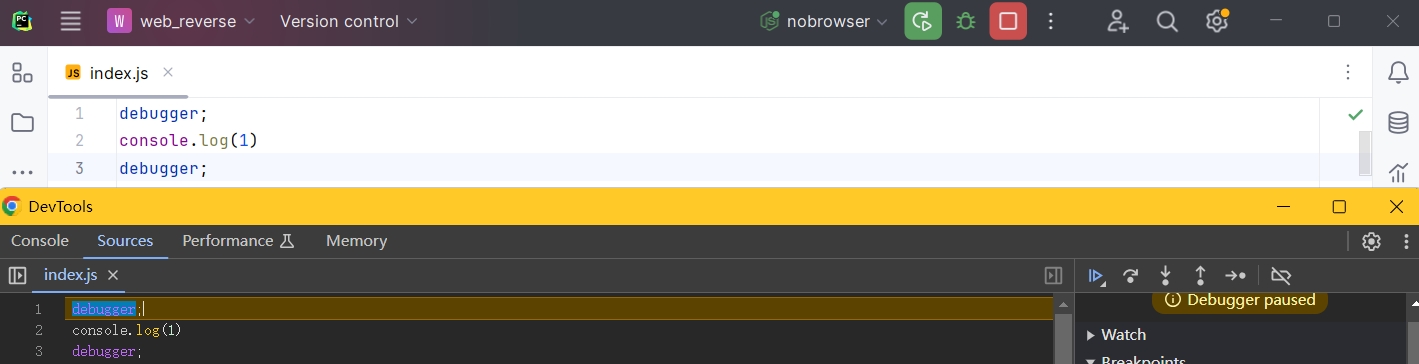 PC W web_reverse Version control JS nobrowser
JS index.js
1 debugger;
2 console.log(1)
3 debugger;
DevTools
Console Sources Performance Memory
index.js
1 debugger;
Debugger paused
2 console.log(1)
Watch
3 debugger;
Breakpoints